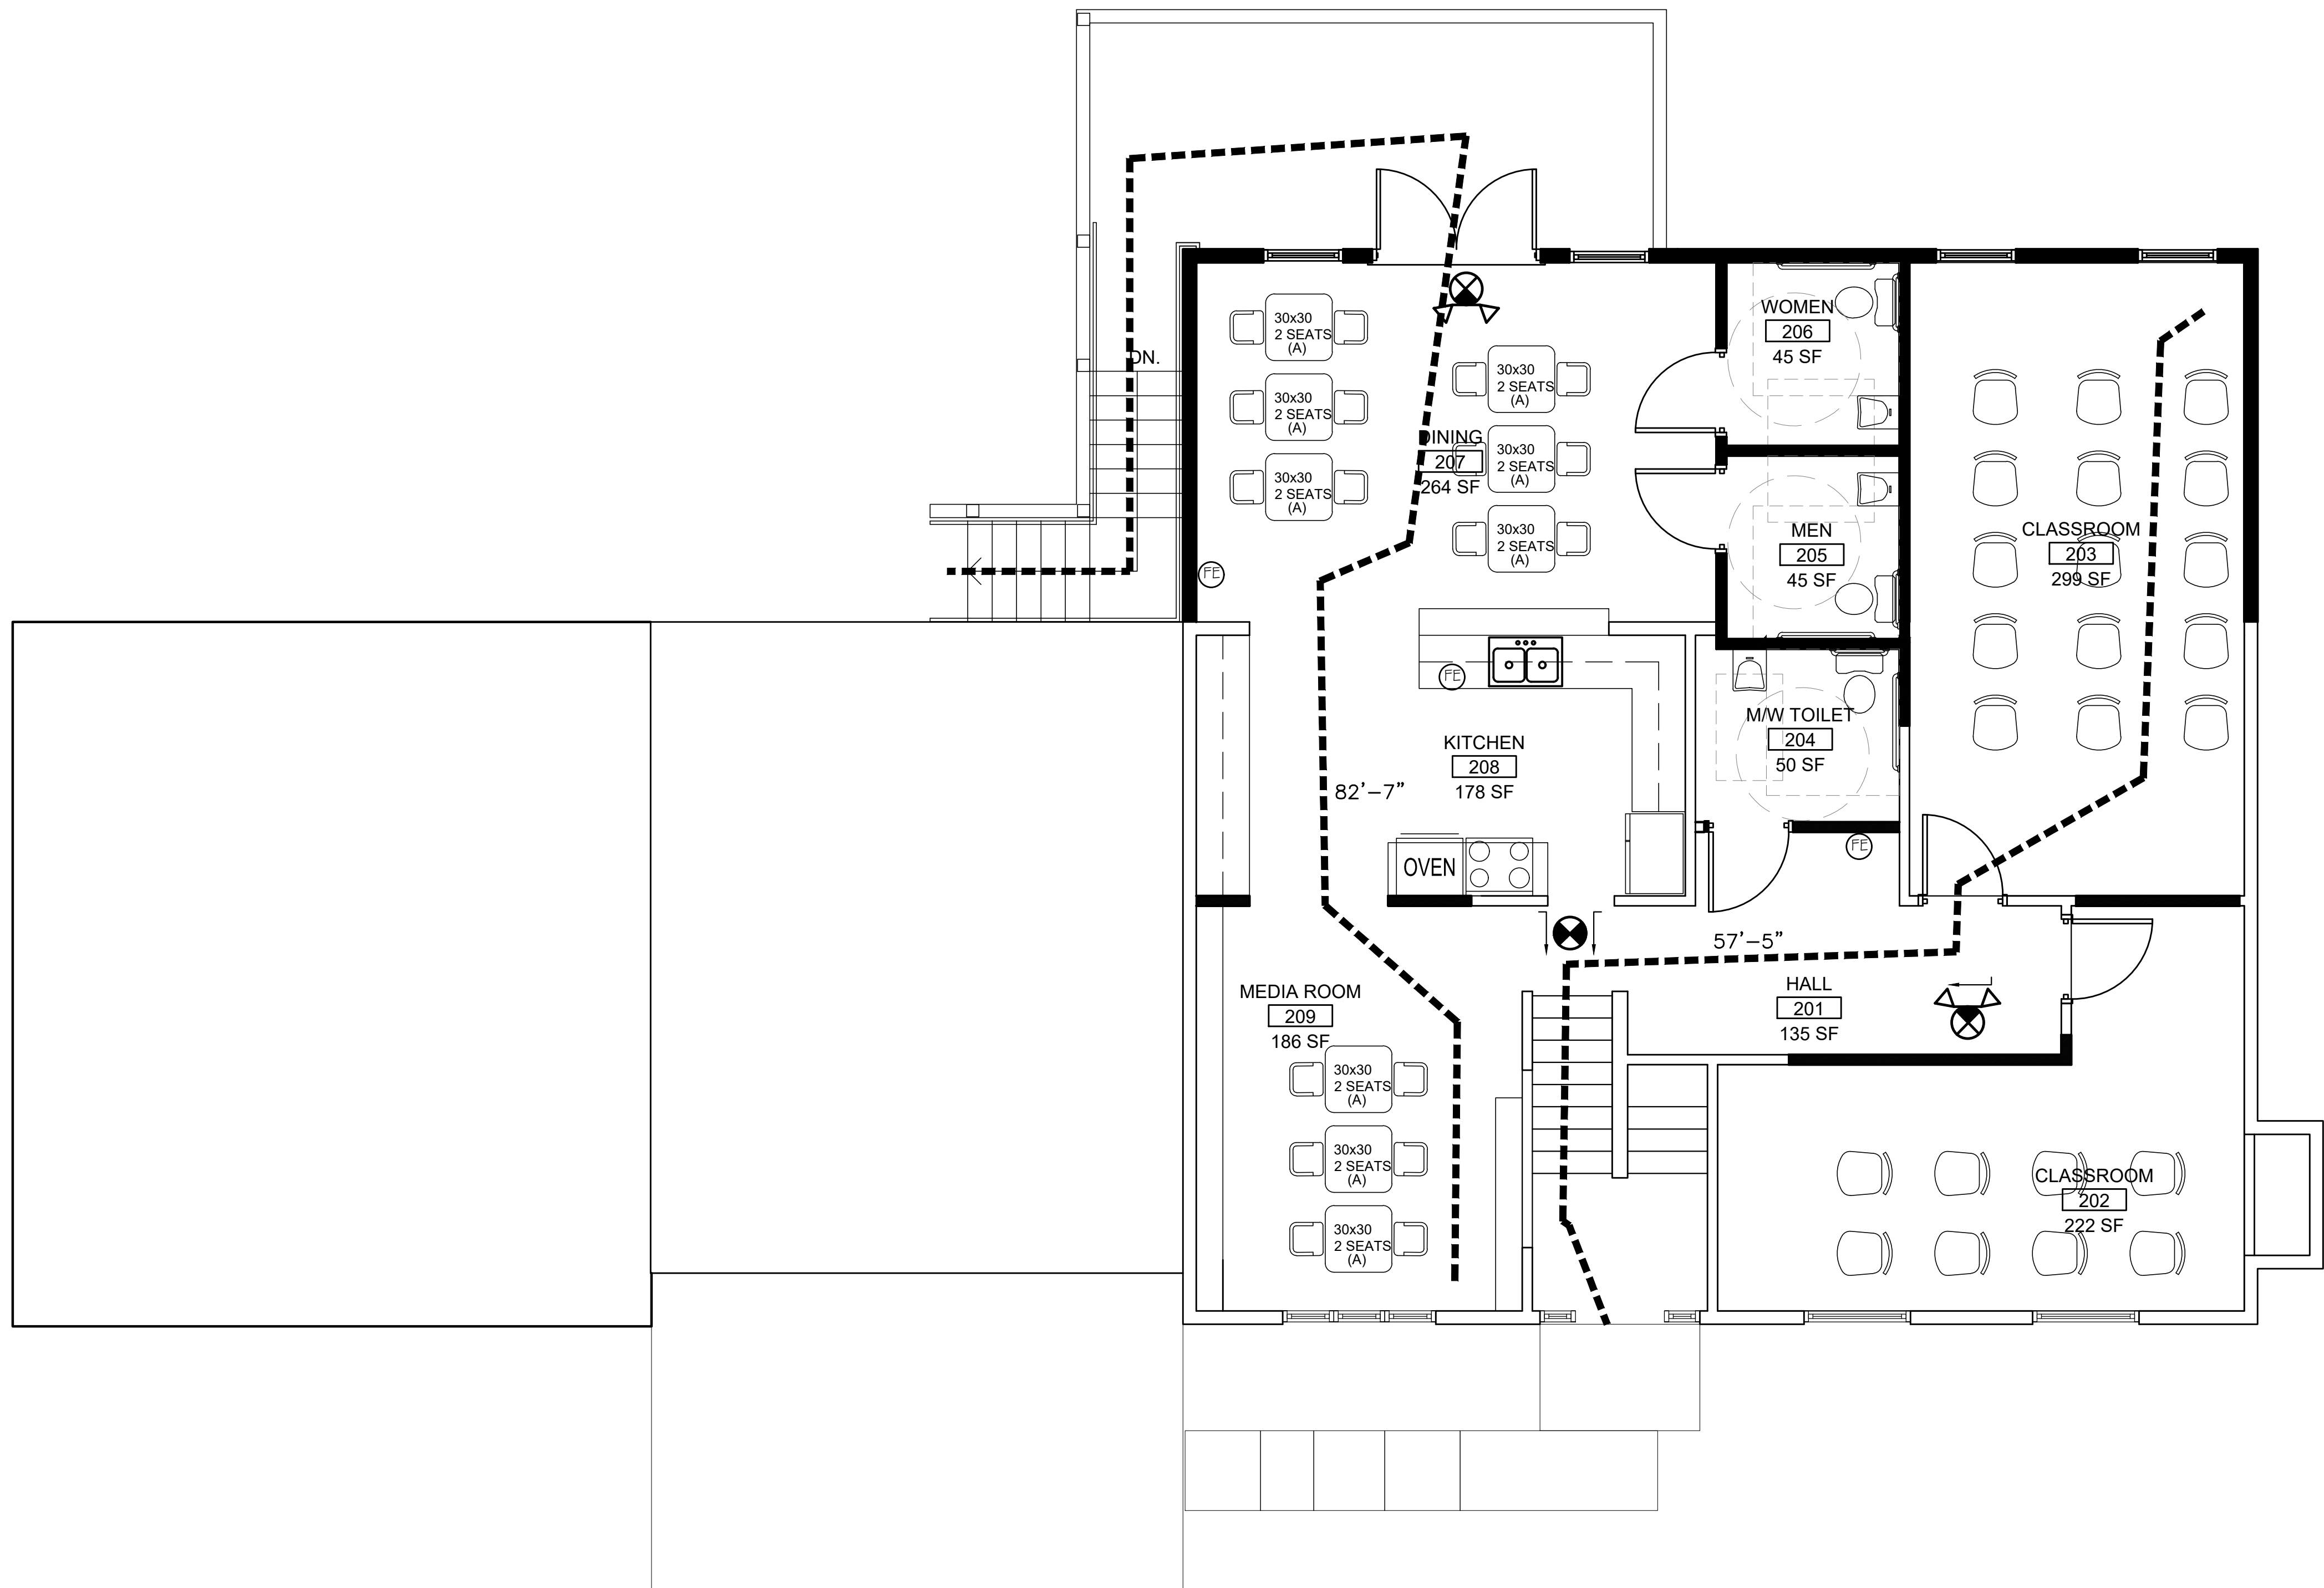 DN.
30x30
2 SEATS
(A)
30x30
2 SEATS
(A)
30x30
2 SEATS
(A)
30x30
2 SEATS
(A)
30x30
2 SEATS
(A)
30x30
2 SEATS
(A)
DINING
207
264 SF
WOMEN
206
45 SF
MEN
205
45 SF
CLASSROOM
203
299 SF
FE
FE
M/W TOILET
204
50 SF
KITCHEN
208
178 SF
82'-7"
OVEN
FE
57'-5"
HALL
201
135 SF
MEDIA ROOM
209
186 SF
30x30
2 SEATS
(A)
30x30
2 SEATS
(A)
30x30
2 SEATS
(A)
CLASSROOM
202
222 SF